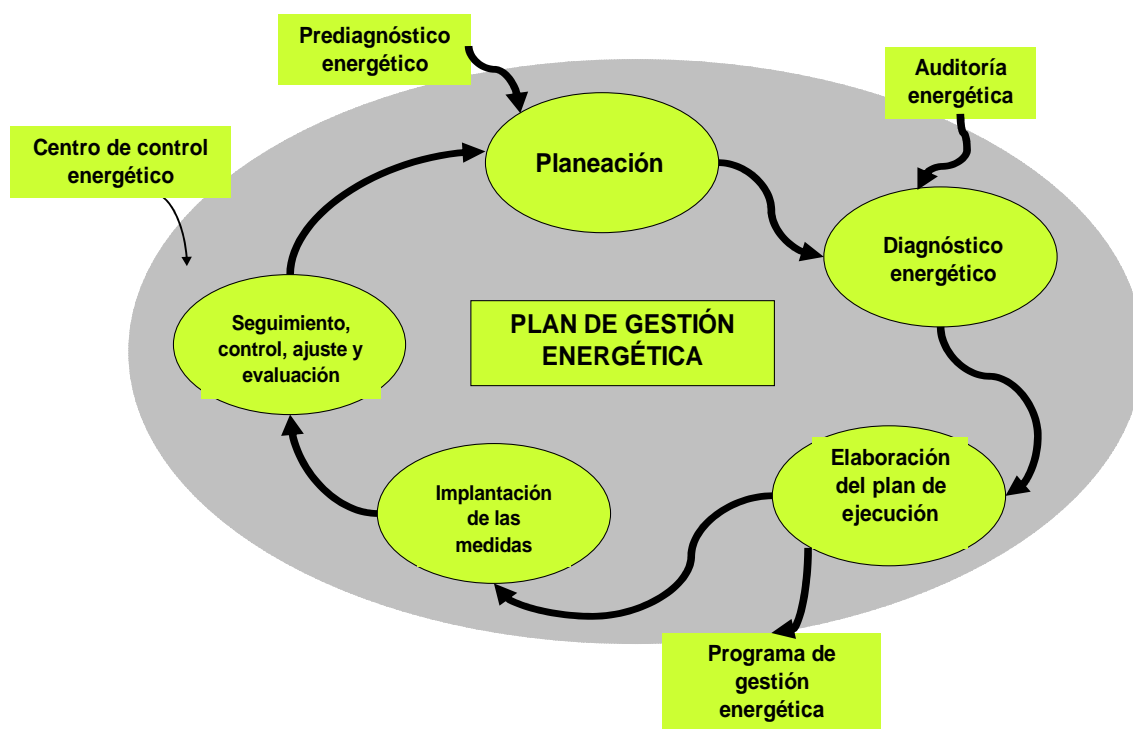 Prediagnóstico
energético
Auditoría
energética
Centro de control
energético
Planeación
Diagnóstico
energético
PLAN DE GESTIÓN
ENERGÉTICA
Seguimiento,
control, ajuste y
evaluación
Elaboración
del plan de
ejecución
Implantación
de las
medidas
Programa de
gestión
energética